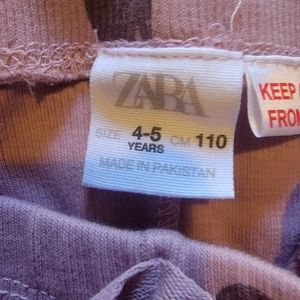 ZARA
SIZE 4-5 CM 110
YEARS
MADE IN PAKISTAN
KEEP
FROM